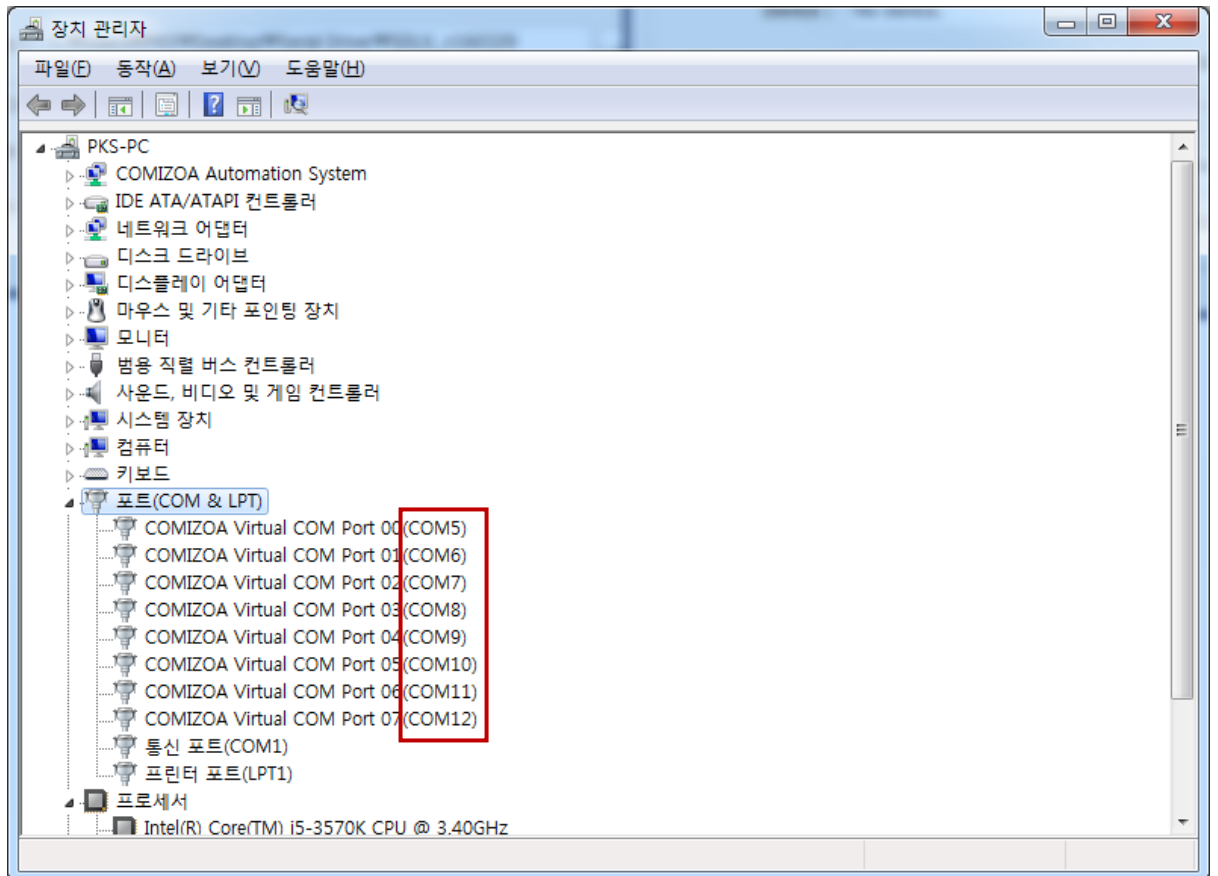 장치 관리자
파일(F) 동작(A) 보기(V) 도움말(H)
PKS-PC
COMIZOA Automation System
IDE ATA/ATAPI 컨트롤러
네트워크 어댑터
디스크 드라이브
디스플레이 어댑터
마우스 및 기타 포인팅 장치
모니터
범용 직렬 버스 컨트롤러
사운드, 비디오 및 게임 컨트롤러
시스템 장치
컴퓨터
키보드
포트(COM & LPT)
COMIZOA Virtual COM Port 00(COM5)
COMIZOA Virtual COM Port 01(COM6)
COMIZOA Virtual COM Port 02(COM7)
COMIZOA Virtual COM Port 03(COM8)
COMIZOA Virtual COM Port 04(COM9)
COMIZOA Virtual COM Port 05(COM10)
COMIZOA Virtual COM Port 06(COM11)
COMIZOA Virtual COM Port 07(COM12)
통신 포트(COM1)
프린터 포트(LPT1)
프로세서
Intel(R) Core(TM) i5-3570K CPU @ 3.40GHz